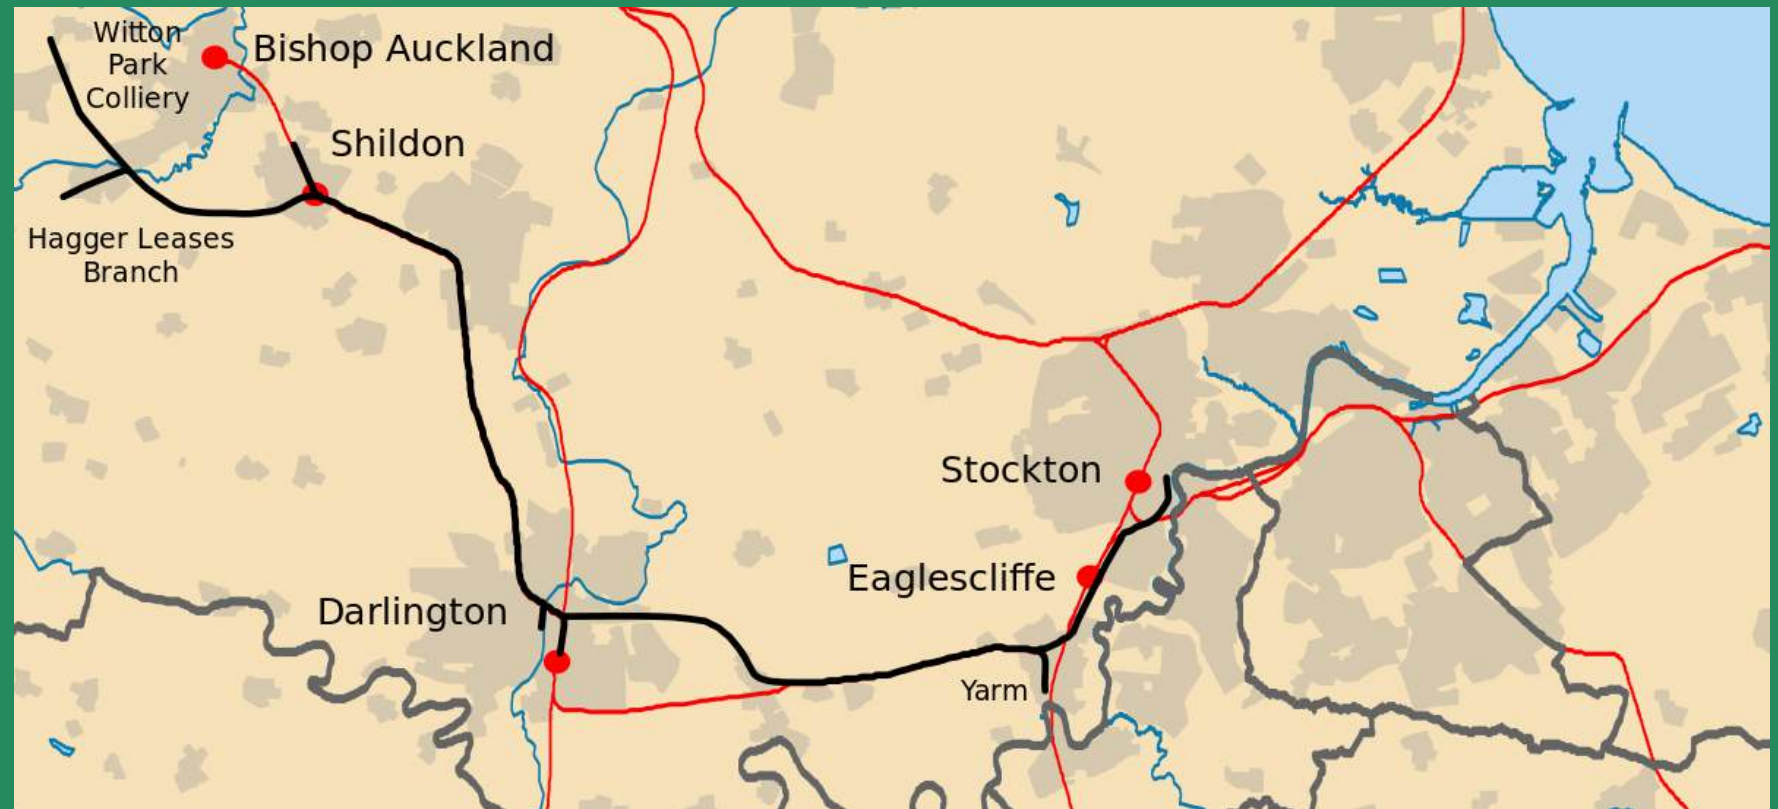 Witton
Park
Colliery
Bishop Auckland
Shildon
Hagger Leases
Branch
Stockton
Eaglescliffe
Darlington
Yarm